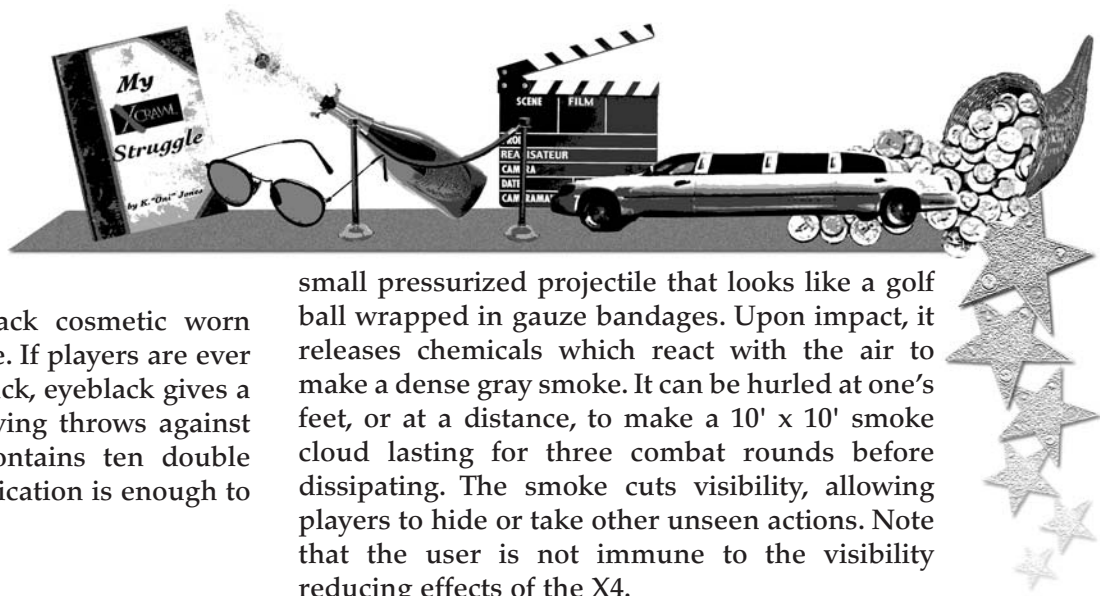 My
XCRAWL
Struggle
by K. "Oni" Jones
SCENE FILM
REALISATEUR
CAMERA
DATE
CAMERAMAN
ack cosmetic worn
e. If players are ever
ck, eyeblack gives a
ving throws against
ontains ten double
ication is enough to
small pressurized projectile that looks like a golf
ball wrapped in gauze bandages. Upon impact, it
releases chemicals which react with the air to
make a dense gray smoke. It can be hurled at one's
feet, or at a distance, to make a 10' x 10' smoke
cloud lasting for three combat rounds before
dissipating. The smoke cuts visibility, allowing
players to hide or take other unseen actions. Note
that the user is not immune to the visibility
reducing effects of the X4.